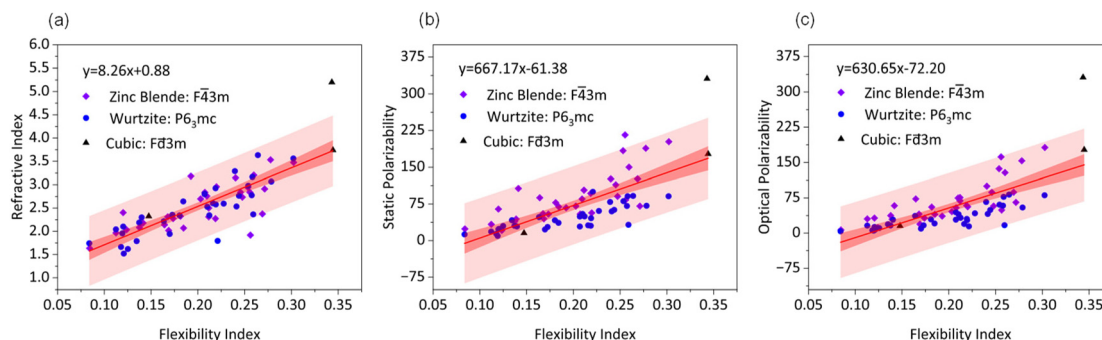 (a)
6.0
5.5
5.0
4.5
4.0
3.5
3.0
2.5
2.0
1.5
1.0
Refractive Index
y=8.26x+0.88
Zinc Blende: F4̅3m
Wurtzite: P6₃mc
Cubic: Fd̅3m
0.05 0.10 0.15 0.20 0.25 0.30 0.35
Flexibility Index
(b)
375
300
225
150
75
0
−75
Static Polarizability
y=667.17x-61.38
Zinc Blende: F4̅3m
Wurtzite: P6₃mc
Cubic: Fd̅3m
0.05 0.10 0.15 0.20 0.25 0.30 0.35
Flexibility Index
(c)
375
300
225
150
75
0
−75
Optical Polarizability
y=630.65x-72.20
Zinc Blende: F4̅3m
Wurtzite: P6₃mc
Cubic: Fd̅3m
0.05 0.10 0.15 0.20 0.25 0.30 0.35
Flexibility Index